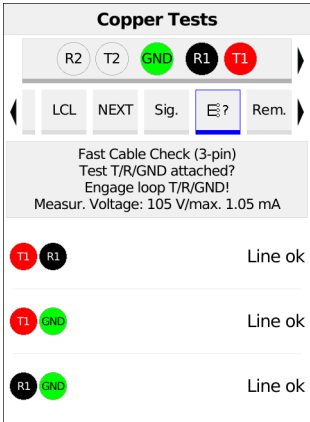 Copper Tests
R2 T2 GND R1 T1
LCL NEXT Sig. ? Rem.
Fast Cable Check (3-pin)
Test T/R/GND attached?
Engage loop T/R/GND!
Measur. Voltage: 105 V/max. 1.05 mA
T1 R1 Line ok
T1 GND Line ok
R1 GND Line ok